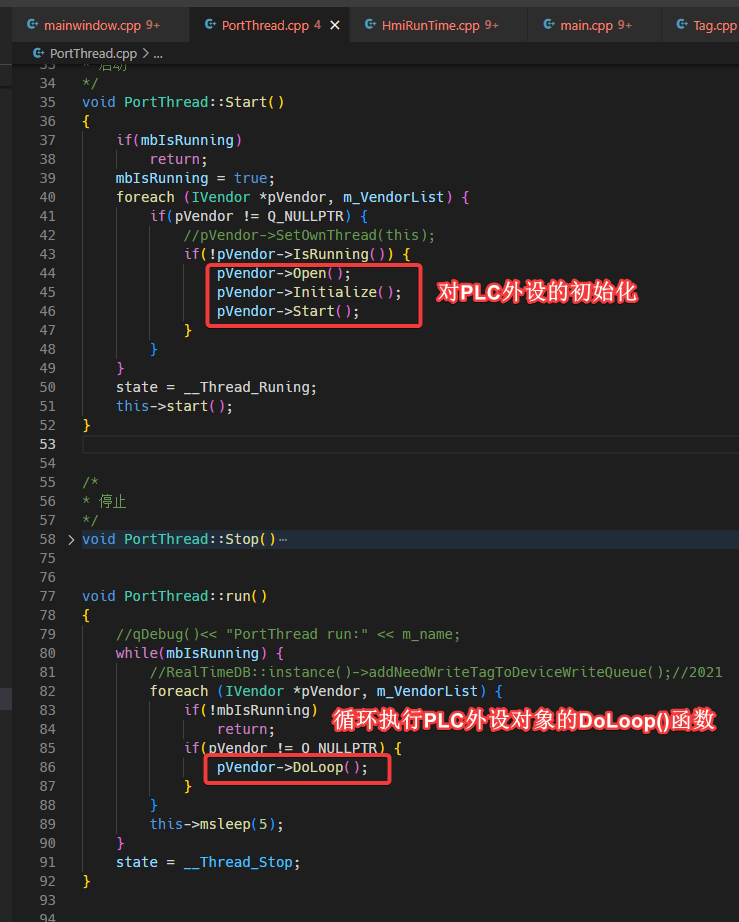 mainwindow.cpp 9+
PortThread.cpp 4 ×
HmiRunTime.cpp 9+
main.cpp 9+
Tag.cpp
PortThread.cpp > ...
33 * 启动
34 */
35 void PortThread::Start()
36 {
37 if(mbIsRunning)
38 return;
39 mbIsRunning = true;
40 foreach (IVendor *pVendor, m_VendorList) {
41 if(pVendor != Q_NULLPTR) {
42 //pVendor->SetOwnThread(this);
43 if(!pVendor->IsRunning()) {
44 pVendor->Open();
45 pVendor->Initialize();
46 pVendor->Start();
对PLC外设的初始化
47 }
48 }
49 }
50 state = __Thread_Runing;
51 this->start();
52 }
53
54
55 /*
56 * 停止
57 */
58 > void PortThread::Stop()⋯
75
76
77 void PortThread::run()
78 {
79 //qDebug()<< "PortThread run:" << m_name;
80 while(mbIsRunning) {
81 //RealTimeDB::instance()->addNeedWriteTagToDeviceWriteQueue();//2021
82 foreach (IVendor *pVendor, m_VendorList) {
83 if(!mbIsRunning)
84 return;
循环执行PLC外设对象的DoLoop()函数
85 if(pVendor != Q_NULLPTR) {
86 pVendor->DoLoop();
87 }
88 }
89 this->msleep(5);
90 }
91 state = __Thread_Stop;
92 }
93
94